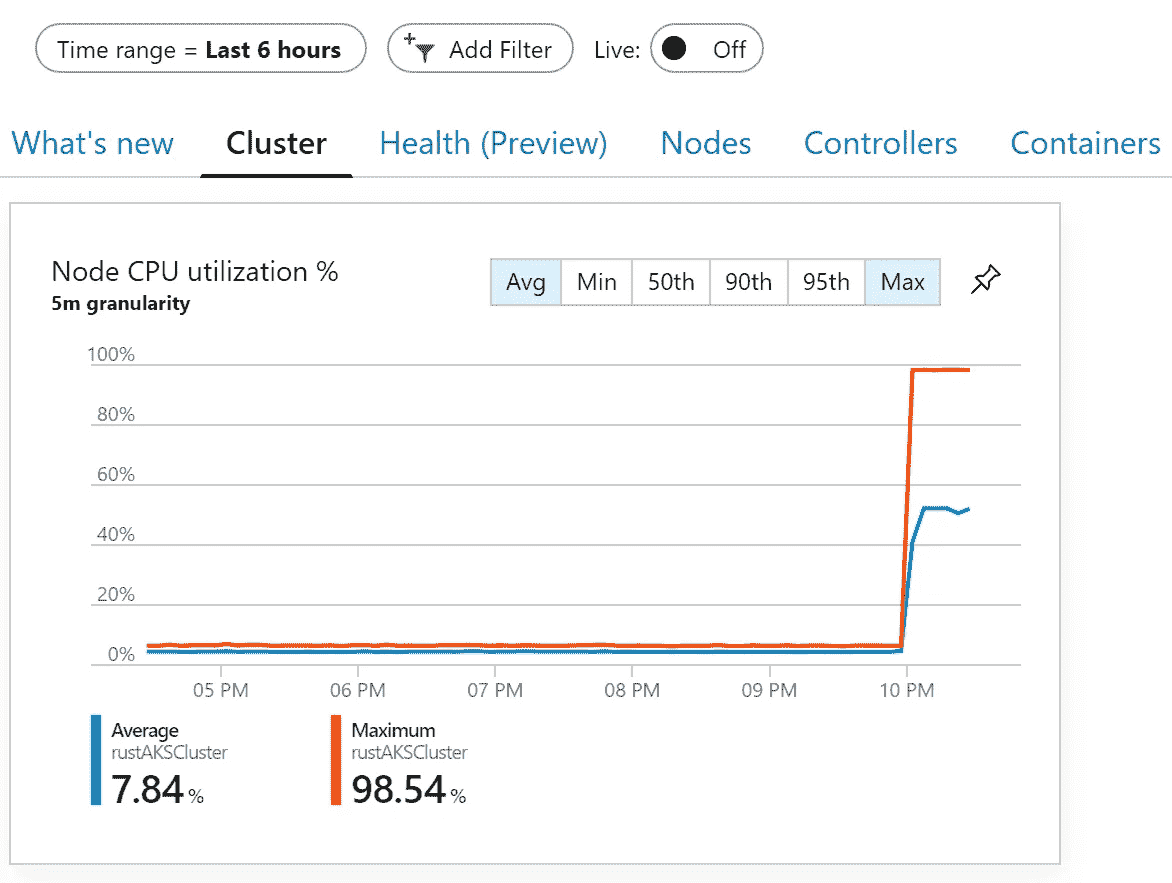 Time range = Last 6 hours Add Filter Live: Off
What's new Cluster Health (Preview) Nodes Controllers Containers
Node CPU utilization %
5m granularity
Avg Min 50th 90th 95th Max
100%
80%
60%
40%
20%
0%
05 PM 06 PM 07 PM 08 PM 09 PM 10 PM
Average Maximum
rustAKSCluster rustAKSCluster
7.84 % 98.54 %